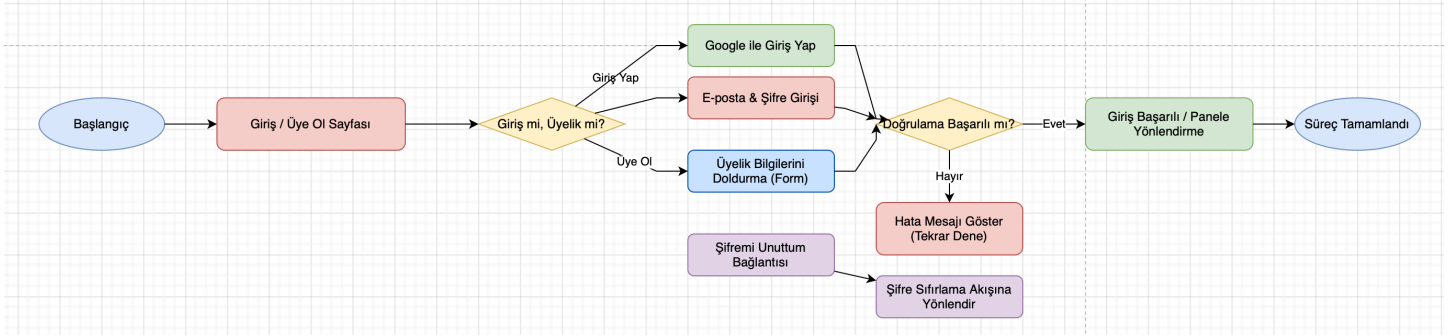 Başlangıç
Giriş / Üye Ol Sayfası
Giriş mi, Üyelik mi?
Giriş Yap
Üye Ol
Google ile Giriş Yap
E-posta & Şifre Girişi
Üyelik Bilgilerini
Doldurma (Form)
Şifremi Unuttum
Bağlantısı
Doğrulama Başarılı mı?
Evet
Hayır
Hata Mesajı Göster
(Tekrar Dene)
Şifre Sıfırlama Akışına
Yönlendir
Giriş Başarılı / Panele
Yönlendirme
Süreç Tamamlandı